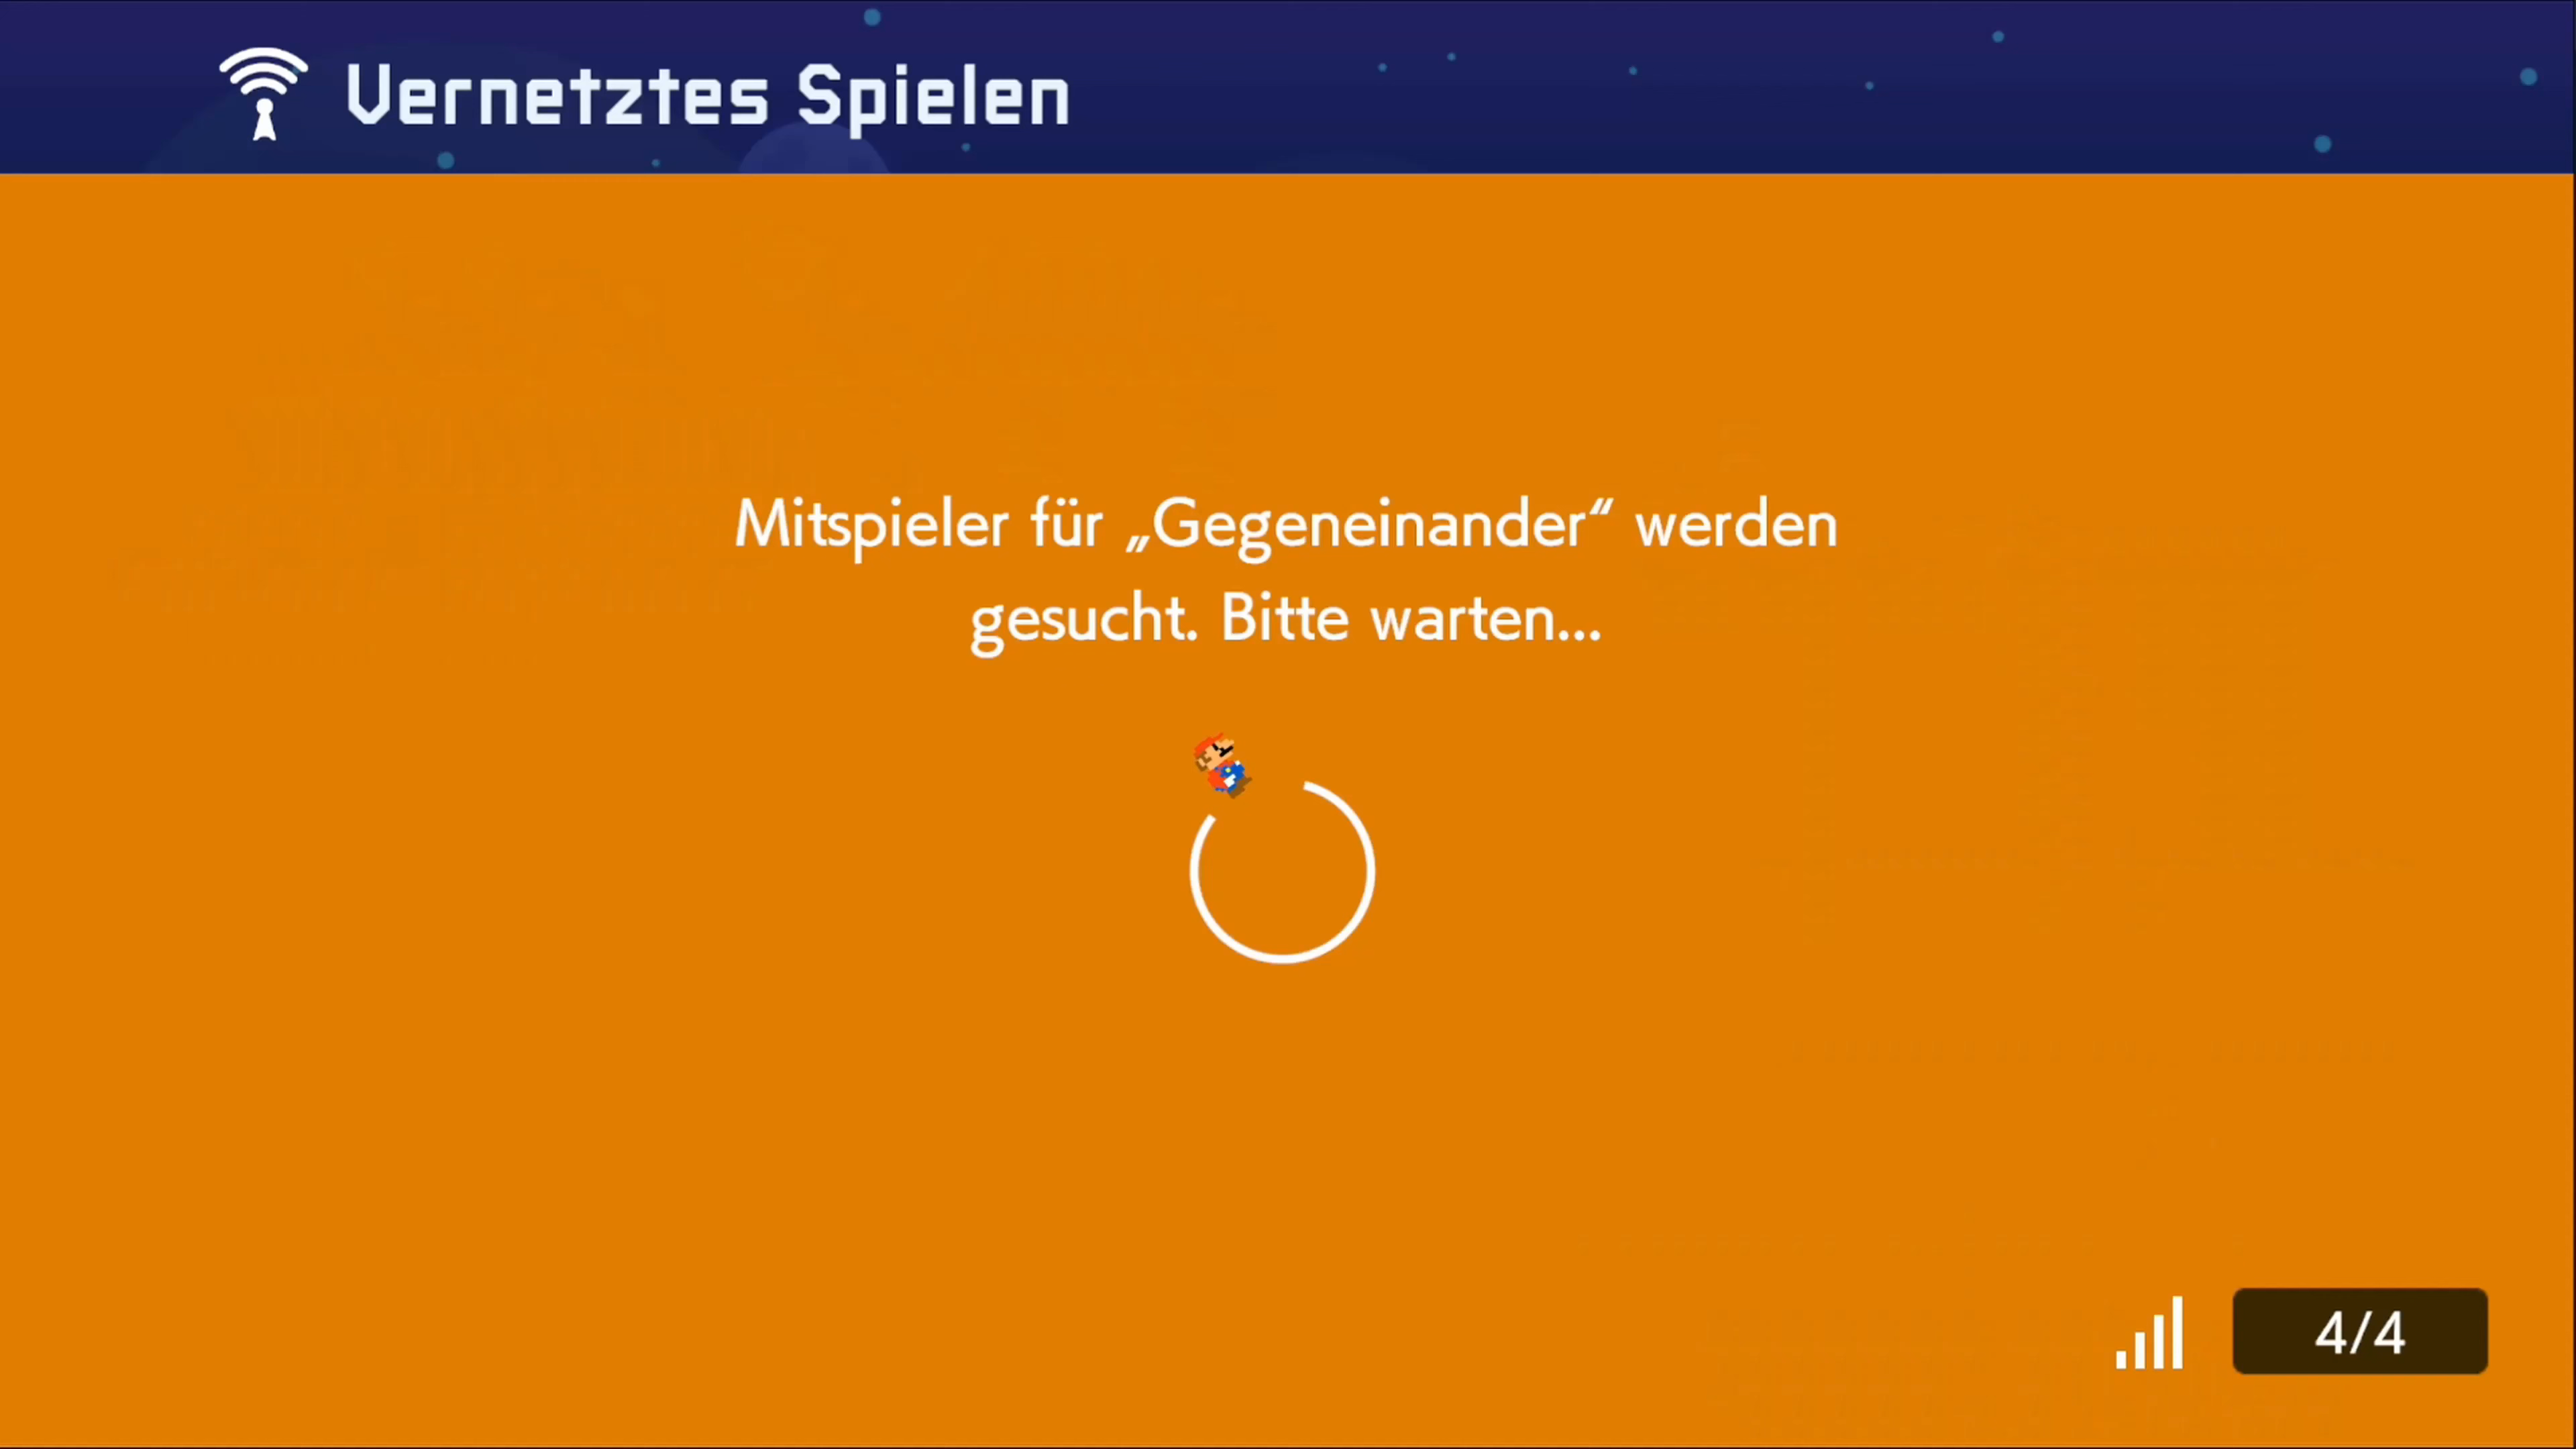 Vernetztes Spielen
Mitspieler für „Gegeneinander“ werden
gesucht. Bitte warten...
4/4